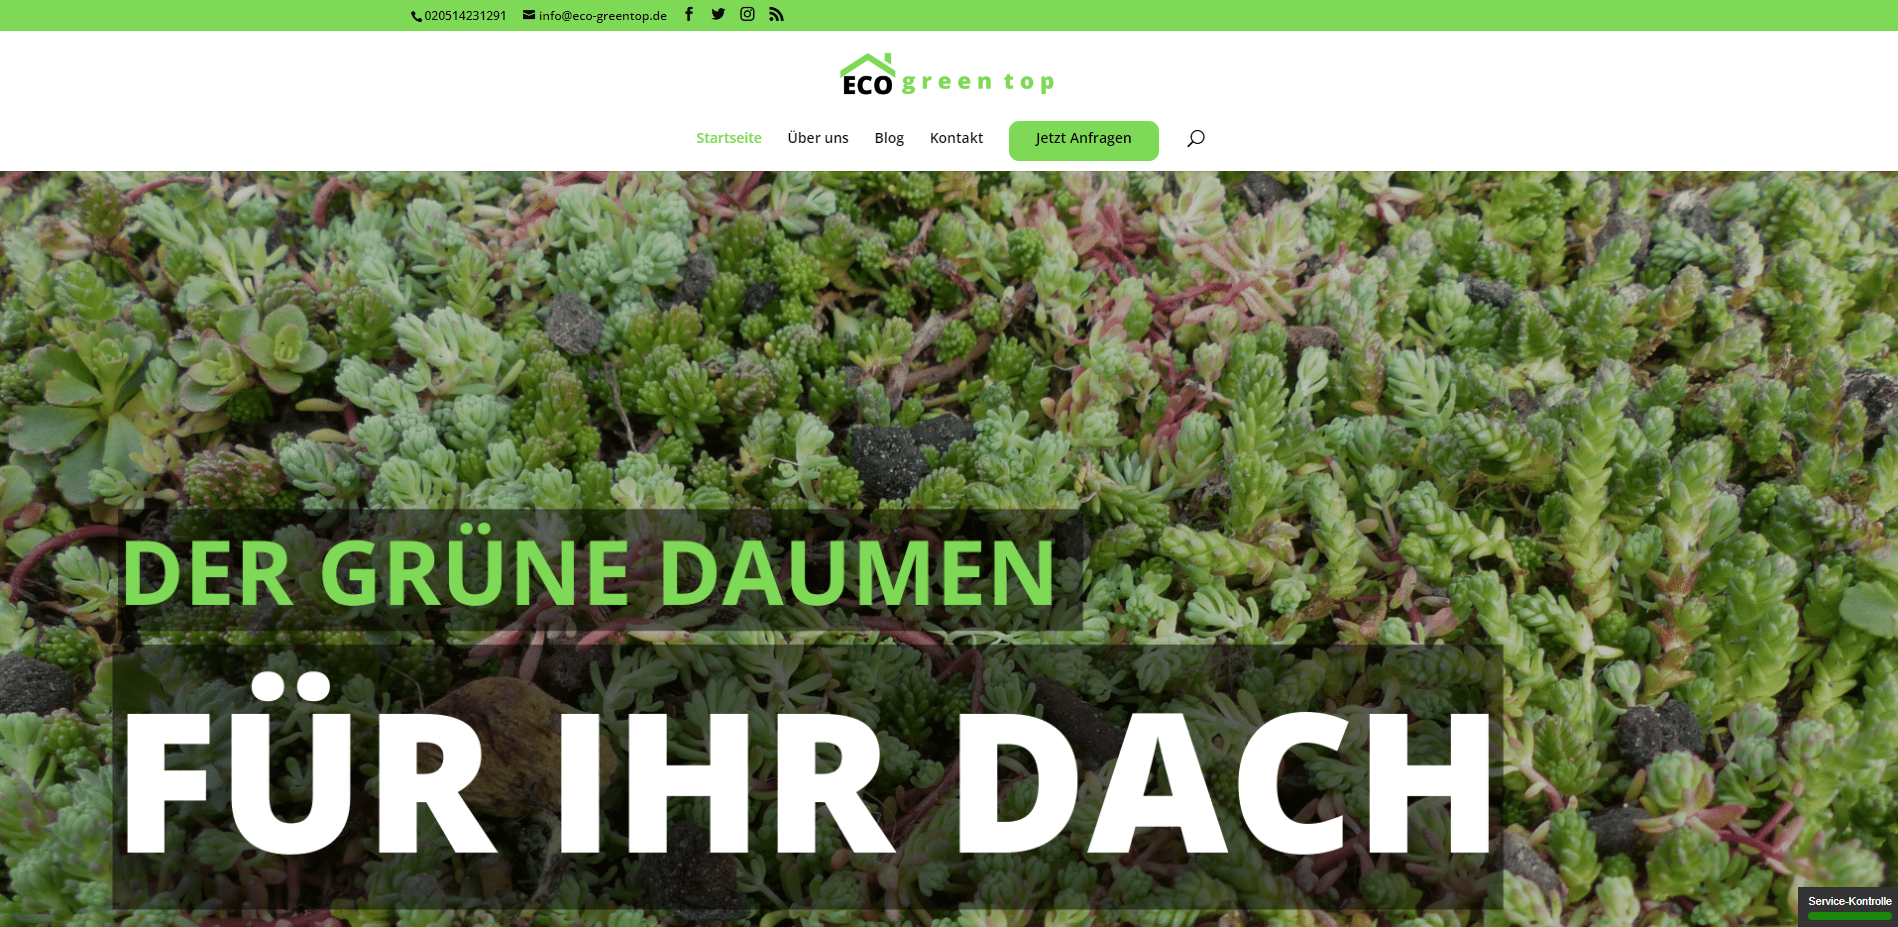 020514231291 info@eco-greentop.de
ECO green top
Startseite Über uns Blog Kontakt Jetzt Anfragen
DER GRÜNE DAUMEN
FÜR IHR DACH
Service-Kontrolle